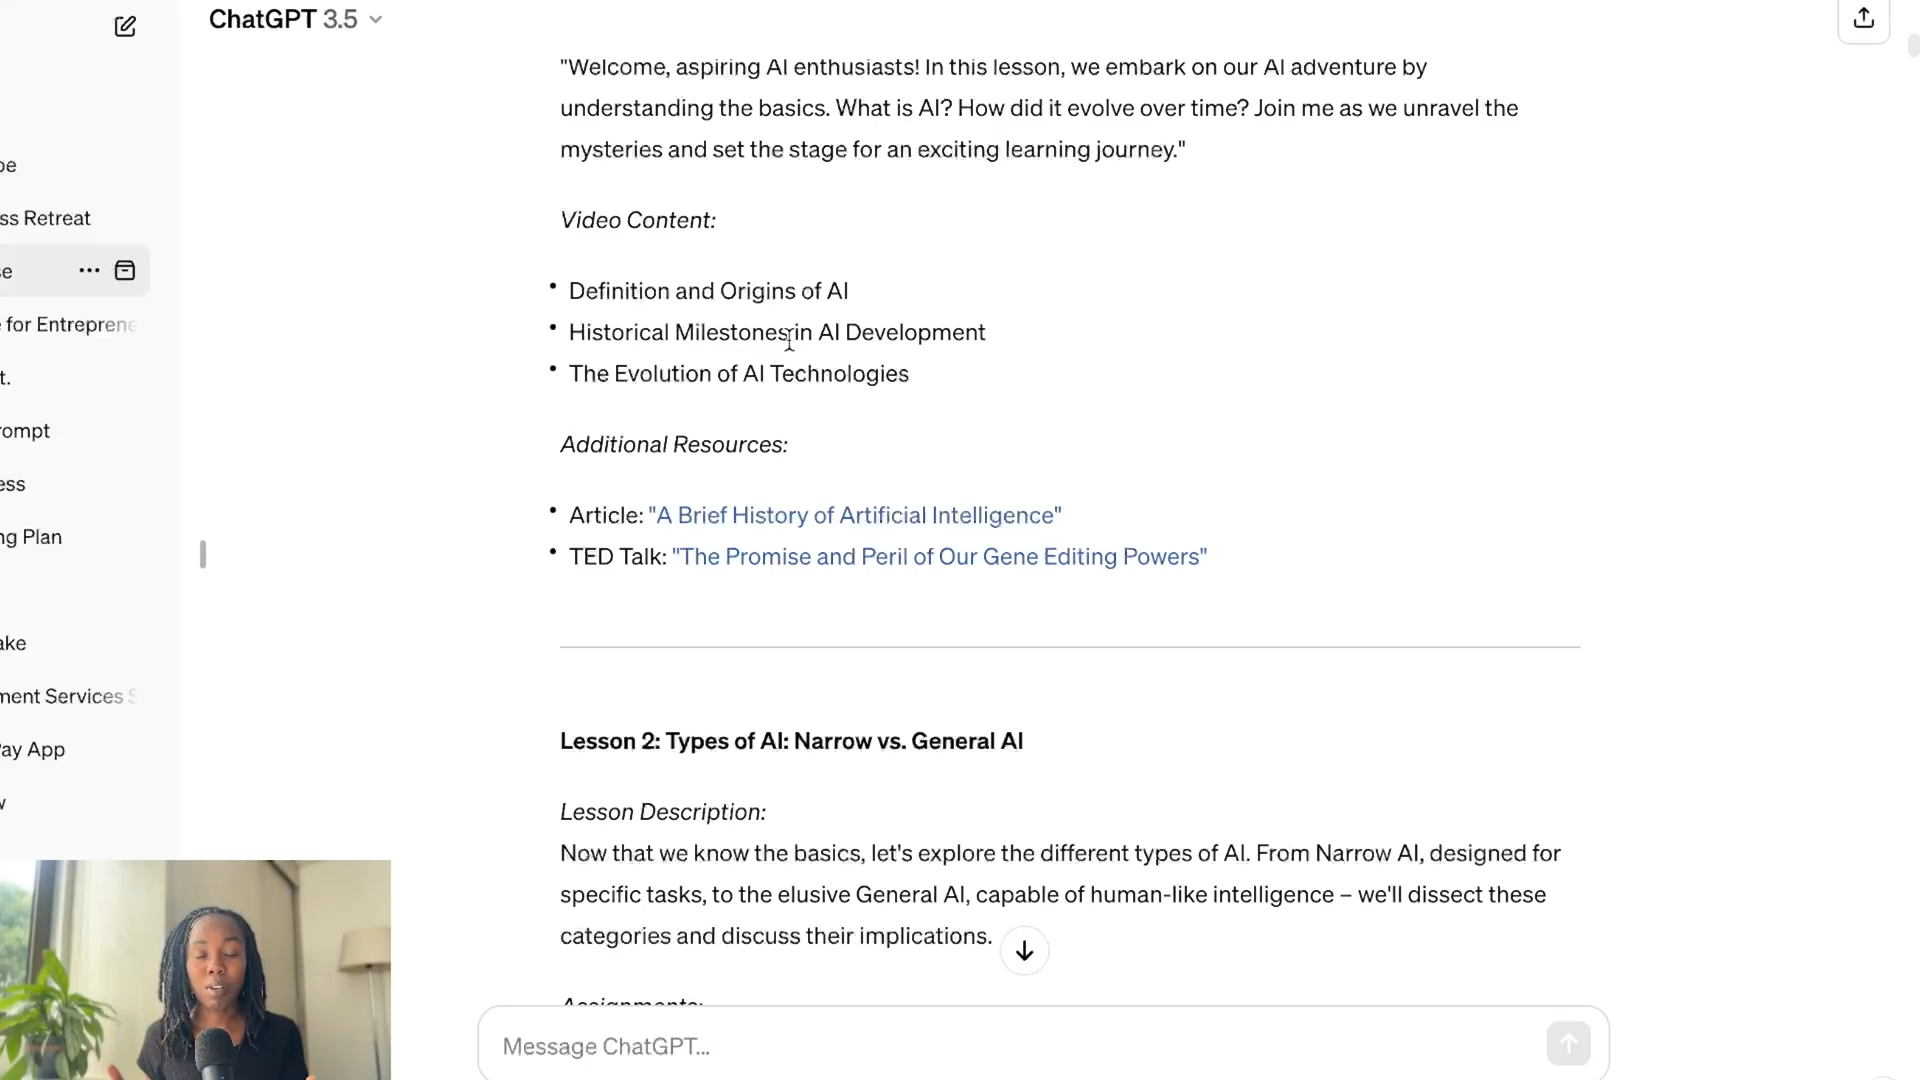 ChatGPT 3.5
"Welcome, aspiring AI enthusiasts! In this lesson, we embark on our AI adventure by
understanding the basics. What is AI? How did it evolve over time? Join me as we unravel the
mysteries and set the stage for an exciting learning journey."
Video Content:
• Definition and Origins of AI
• Historical Milestones in AI Development
• The Evolution of AI Technologies
Additional Resources:
• Article: "A Brief History of Artificial Intelligence"
• TED Talk: "The Promise and Peril of Our Gene Editing Powers"
Lesson 2: Types of AI: Narrow vs. General AI
Lesson Description:
Now that we know the basics, let's explore the different types of AI. From Narrow AI, designed for
specific tasks, to the elusive General AI, capable of human-like intelligence – we'll dissect these
categories and discuss their implications.
Assignments:
Message ChatGPT...
pe
ss Retreat
se
for Entreprene
t.
rompt
ess
ng Plan
ake
ment Services S
Pay App
w